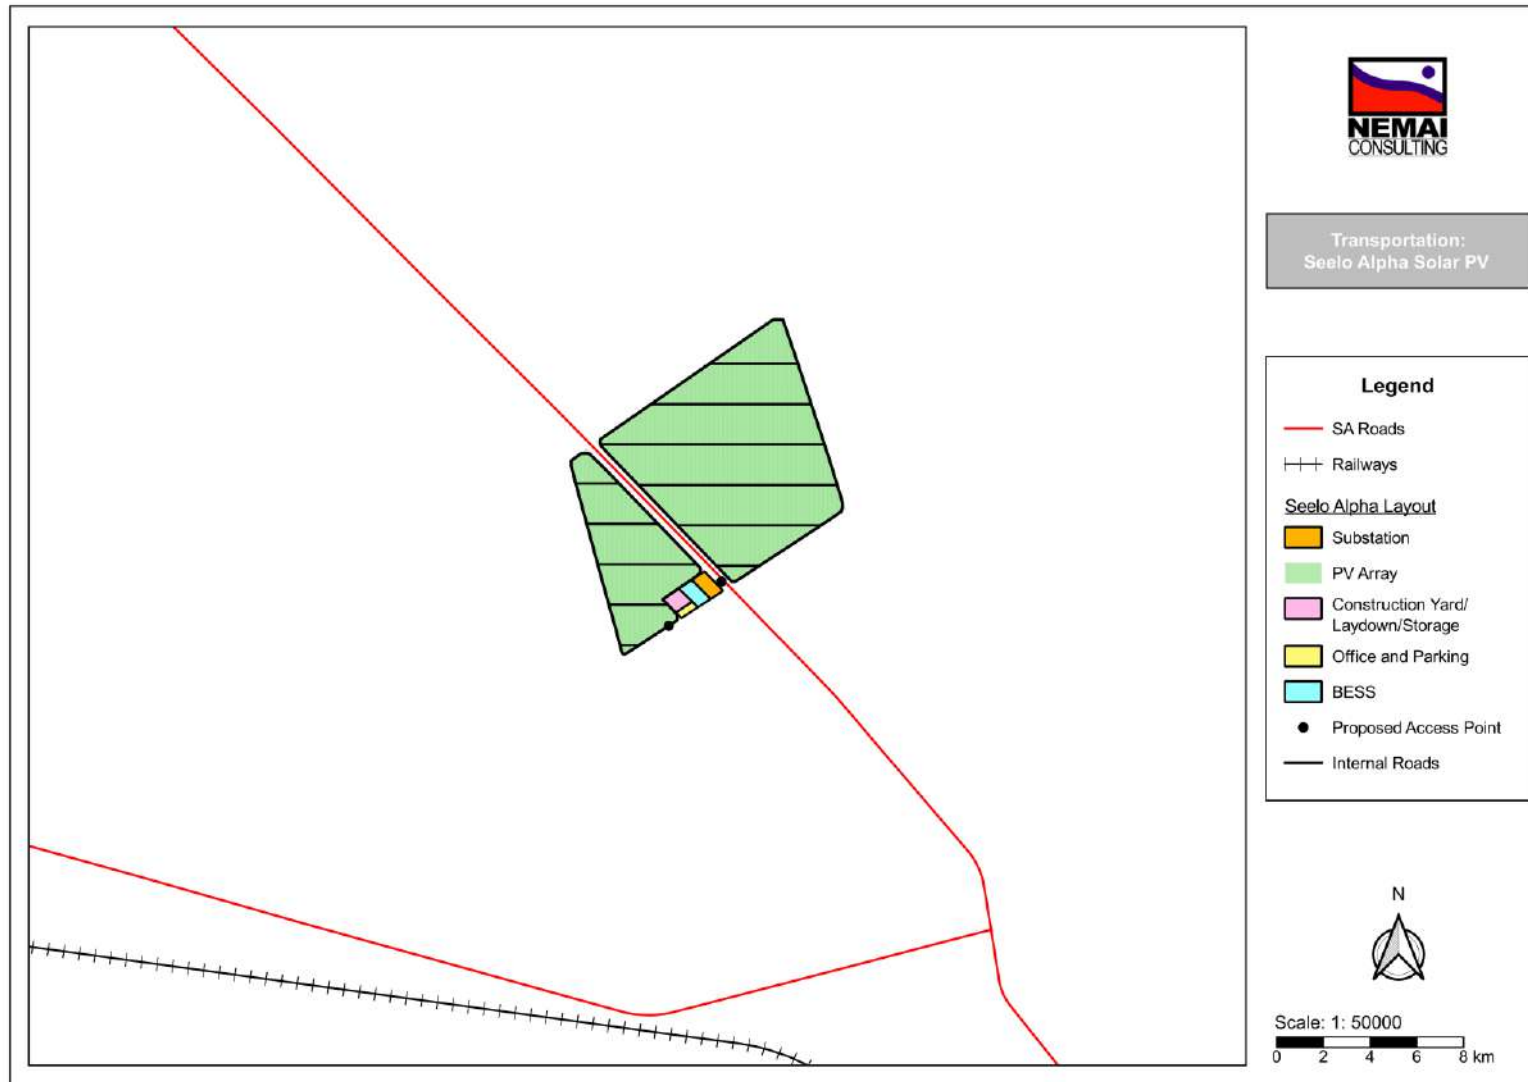 NEMAI
CONSULTING
Transportation:
Seelo Alpha Solar PV
Legend
SA Roads
Railways
Seelo Alpha Layout
Substation
PV Array
Construction Yard/
Laydown/Storage
Office and Parking
BESS
Proposed Access Point
Internal Roads
N
Scale: 1: 50000
0 2 4 6 8 km